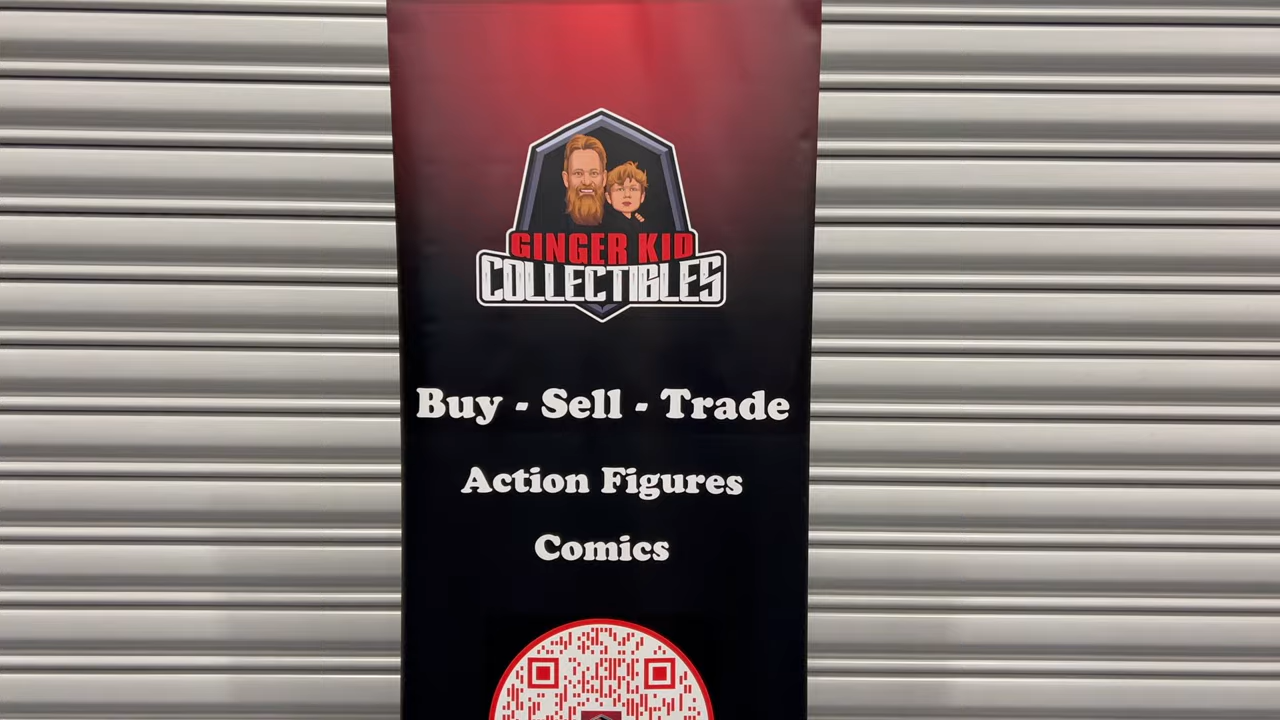 GINGER KID
COLLECTIBLES
Buy - Sell - Trade
Action Figures
Comics